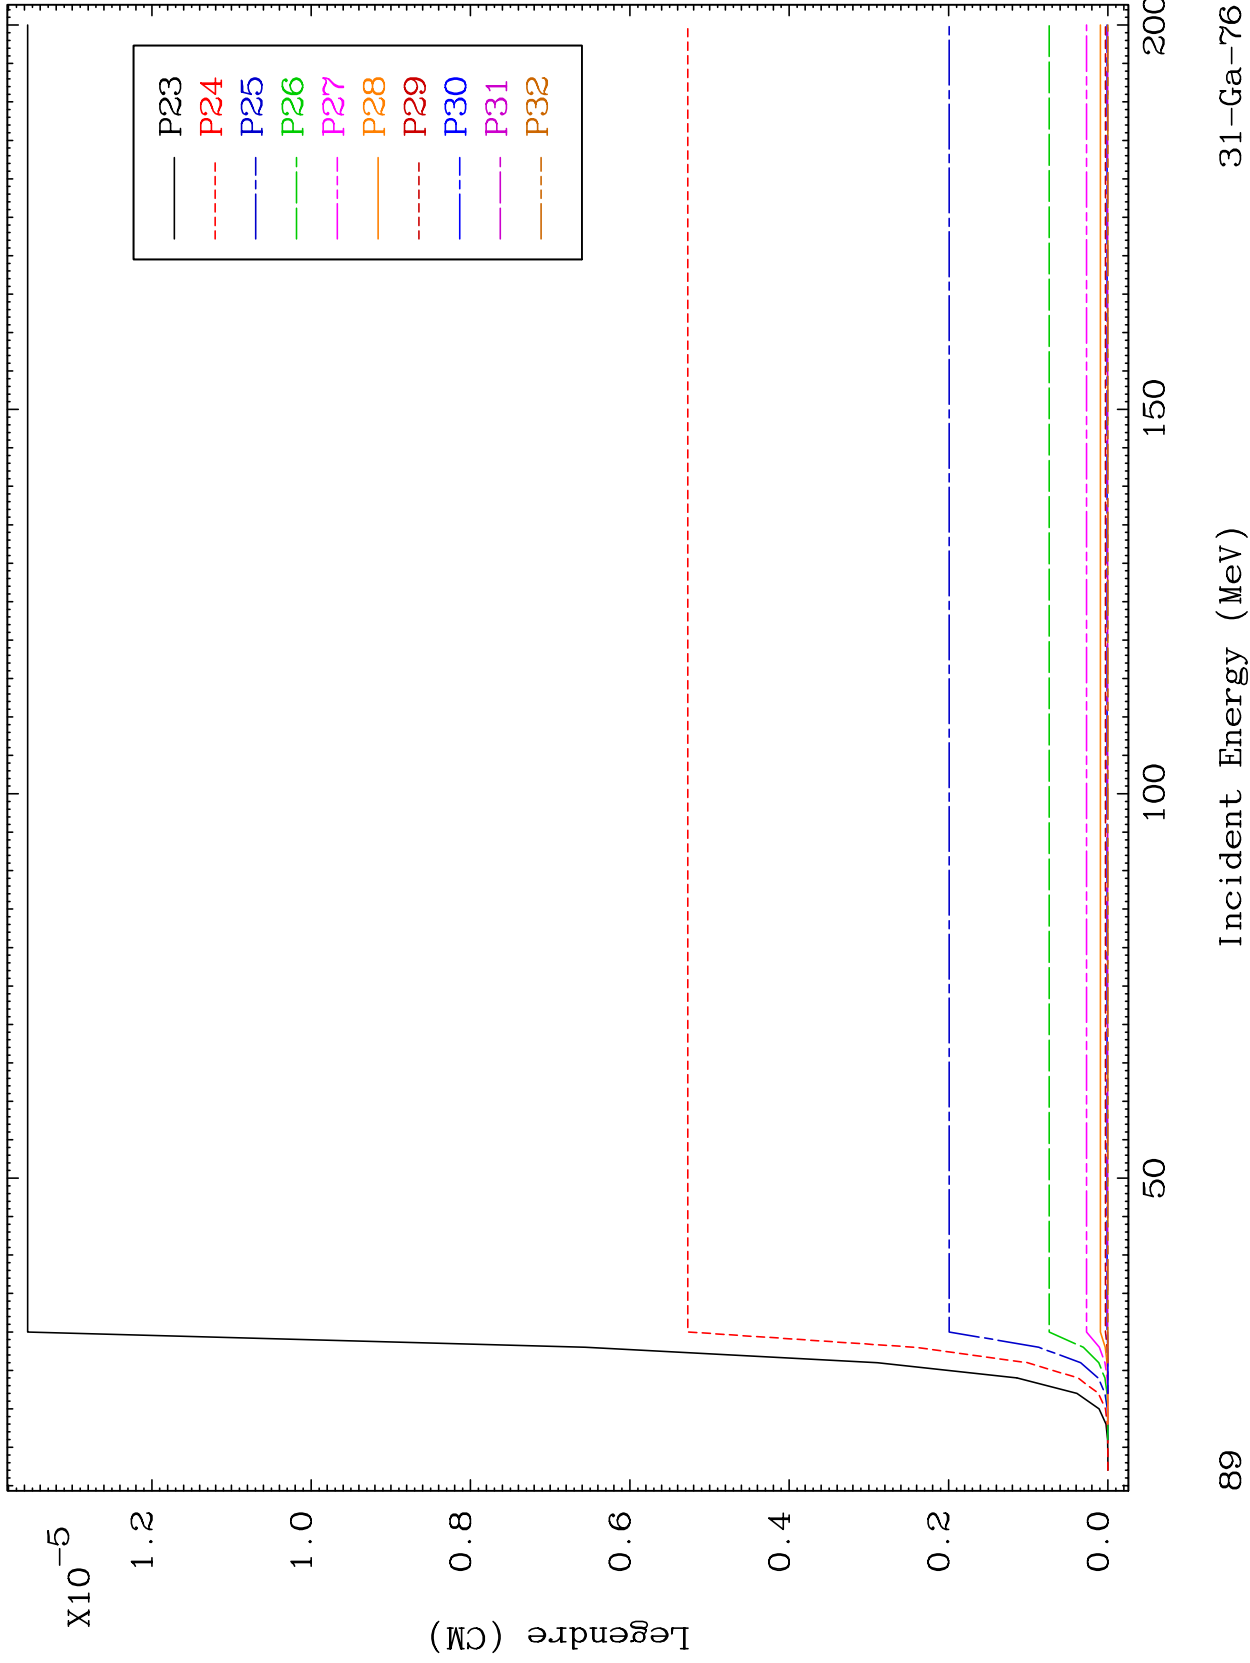 X10-5
1.2
1.0
0.8
0.6
0.4
0.2
0.0
Legendre (CM)
P23
P24
P25
P26
P27
P28
P29
P30
P31
P32
50
100
150
200
Incident Energy (MeV)
89
31-Ga-76